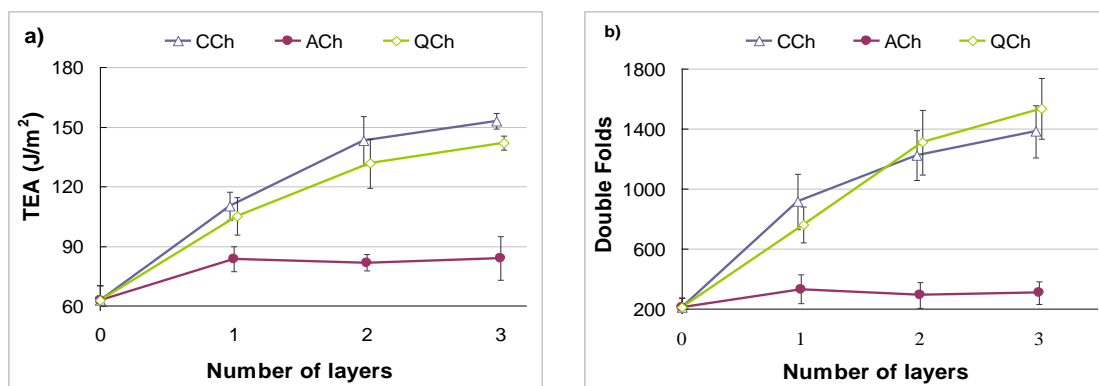 a)
CCh ACh QCh
180
150
120
90
60
TEA (J/m²)
0 1 2 3
Number of layers
b)
CCh ACh QCh
1800
1400
1000
600
200
Double Folds
0 1 2 3
Number of layers